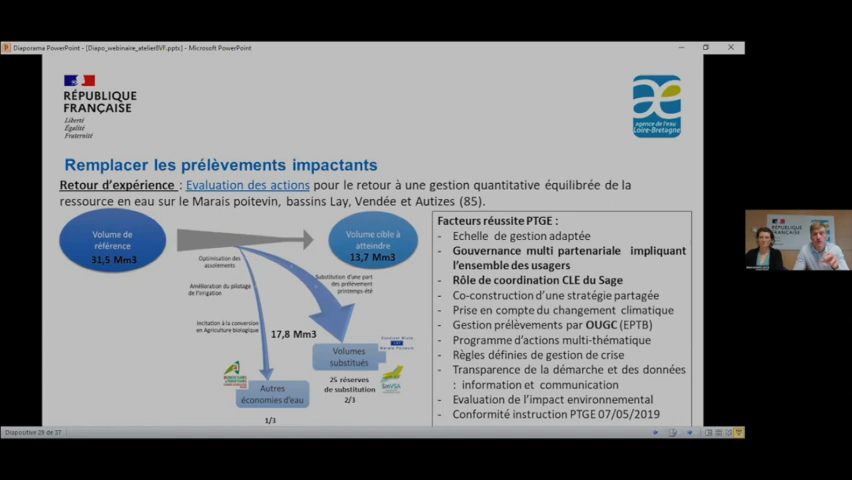 Diaporama PowerPoint - [Diapo_webinaire_atelierBVF.pptx] - Microsoft PowerPoint
RÉPUBLIQUE
FRANÇAISE
Liberté
Égalité
Fraternité
agence de l'eau
Loire-Bretagne
Remplacer les prélèvements impactants
Retour d'expérience : Evaluation des actions pour le retour à une gestion quantitative équilibrée de la
ressource en eau sur le Marais poitevin, bassins Lay, Vendée et Autizes (85).
Volume de
référence
31,5 Mm3
Volume cible à
atteindre
13,7 Mm3
Optimisation des
assolements
Amélioration du pilotage
de l'irrigation
Incitation à la conversion
en Agriculture biologique
Substitution d'une part
des prélèvement
printemps-été
17,8 Mm3
Volumes
substitués
25 réserves
de substitution
2/3
Autres
économies d'eau
1/3
Facteurs réussite PTGE :
- Echelle de gestion adaptée
- Gouvernance multi partenariale impliquant
l'ensemble des usagers
- Rôle de coordination CLE du Sage
- Co-construction d'une stratégie partagée
- Prise en compte du changement climatique
- Gestion prélèvements par OUGC (EPTB)
- Programme d'actions multi-thématique
- Règles définies de gestion de crise
- Transparence de la démarche et des données
: information et communication
- Evaluation de l'impact environnemental
- Conformité instruction PTGE 07/05/2019
RÉPUBLIQUE
FRANÇAISE